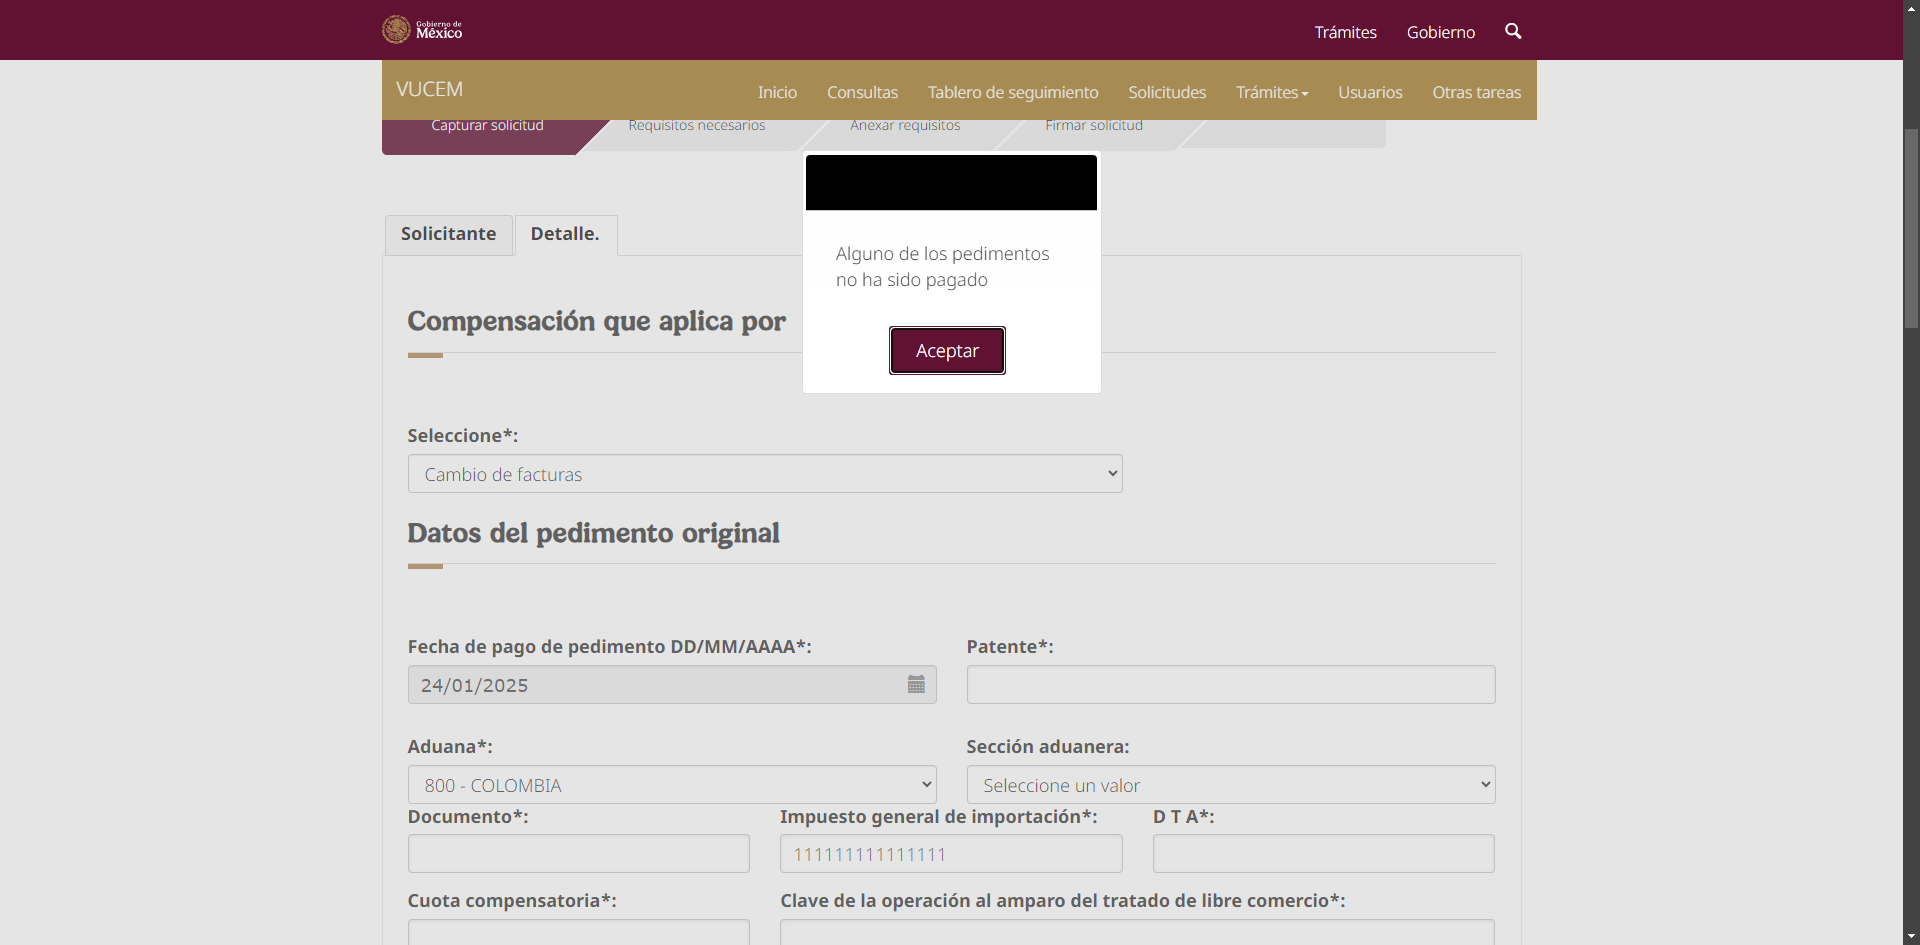 Gobierno de
México
Trámites
Gobierno
VUCEM
Inicio
Consultas
Tablero de seguimiento
Solicitudes
Trámites
Usuarios
Otras tareas
Capturar solicitud
Requisitos necesarios
Anexar requisitos
Firmar solicitud
Alguno de los pedimentos
no ha sido pagado
Aceptar
Solicitante
Detalle.
Compensación que aplica por
Seleccione*:
Cambio de facturas
Datos del pedimento original
Fecha de pago de pedimento DD/MM/AAAA*:
Patente*:
24/01/2025
Aduana*:
Sección aduanera:
800 - COLOMBIA
Seleccione un valor
Documento*:
Impuesto general de importación*:
D T A*:
111111111111111
Cuota compensatoria*:
Clave de la operación al amparo del tratado de libre comercio*: